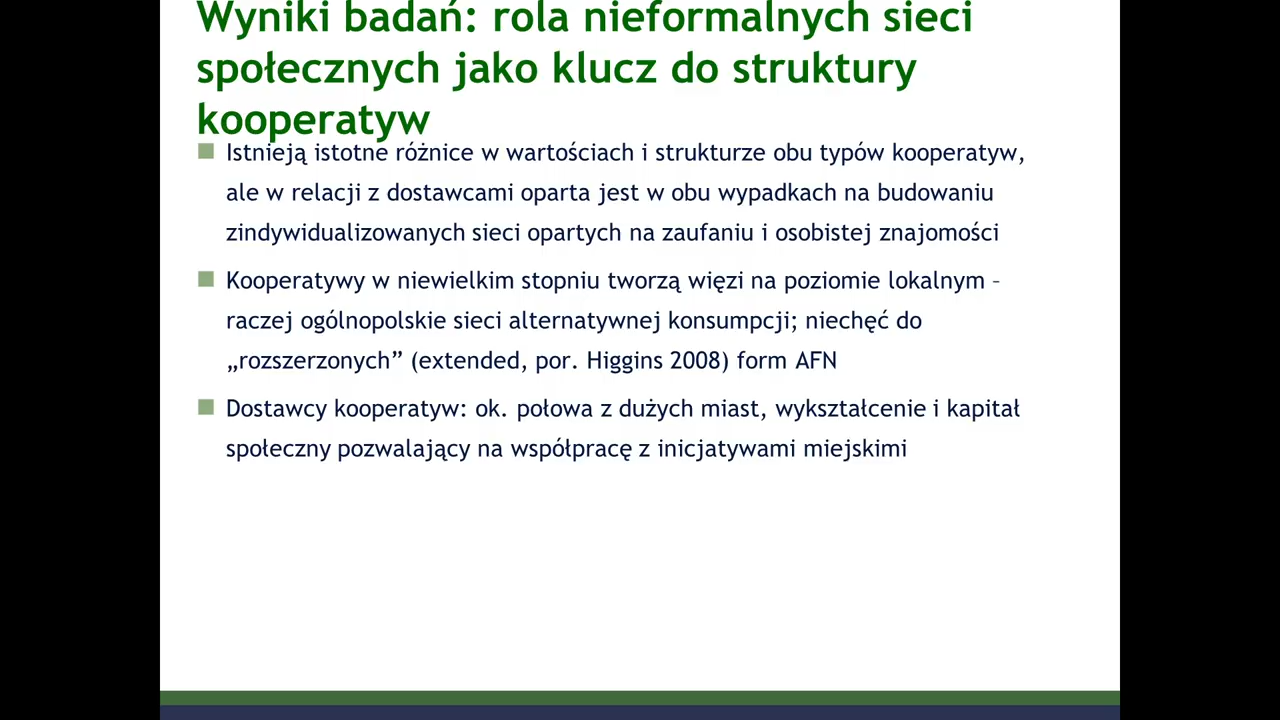 Wyniki badań: rola nieformalnych sieci
społecznych jako klucz do struktury
kooperatyw
Istnieją istotne różnice w wartościach i strukturze obu typów kooperatyw,
ale w relacji z dostawcami oparta jest w obu wypadkach na budowaniu
zindywidualizowanych sieci opartych na zaufaniu i osobistej znajomości
Kooperatywy w niewielkim stopniu tworzą więzi na poziomie lokalnym –
raczej ogólnopolskie sieci alternatywnej konsumpcji; niechęć do
„rozszerzonych” (extended, por. Higgins 2008) form AFN
Dostawcy kooperatyw: ok. połowa z dużych miast, wykształcenie i kapitał
społeczny pozwalający na współpracę z inicjatywami miejskimi